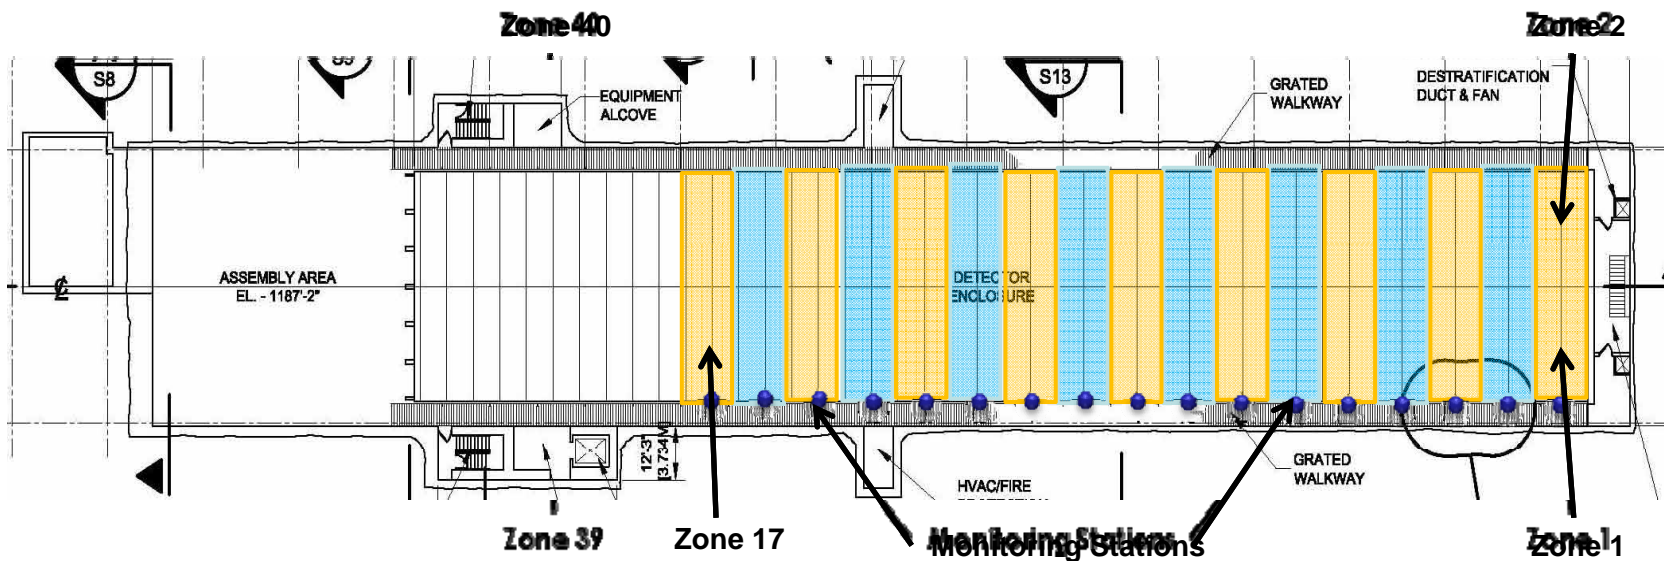 Zone 40
Zone 2
S8
S9
S13
EQUIPMENT
ALCOVE
GRATED
WALKWAY
DESTRATIFICATION
DUCT & FAN
ASSEMBLY AREA
EL. - 1187'-2"
DETECTOR
ENCLOSURE
12'-3"
[3.734 M]
HVAC/FIRE
GRATED
WALKWAY
Zone 39
Zone 17
Monitoring Stations
Zone 1